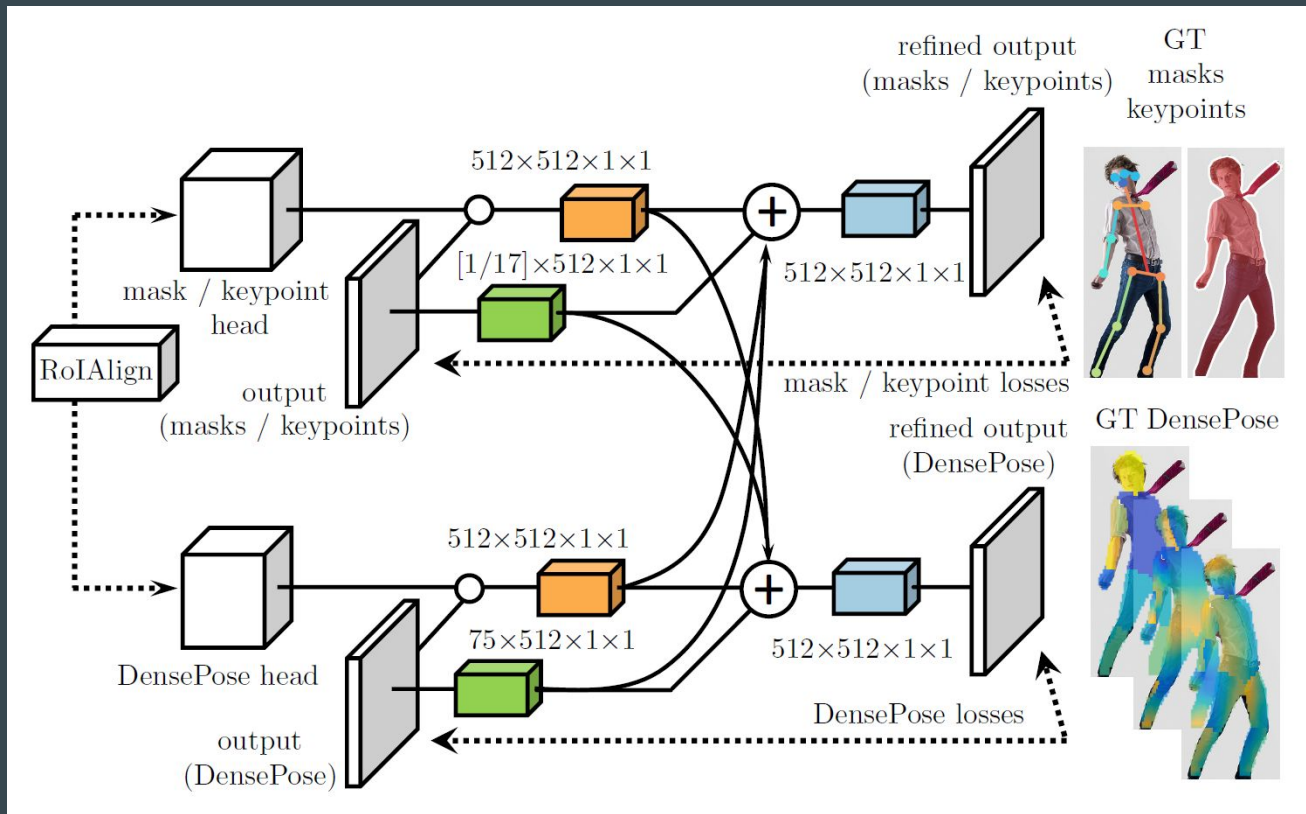 refined output
(masks / keypoints)
GT
masks
keypoints
512×512×1×1
[1/17]×512×1×1
512×512×1×1
mask / keypoint
head
RoIAlign
output
(masks / keypoints)
mask / keypoint losses
refined output
(DensePose)
GT DensePose
512×512×1×1
75×512×1×1
512×512×1×1
DensePose head
output
(DensePose)
DensePose losses